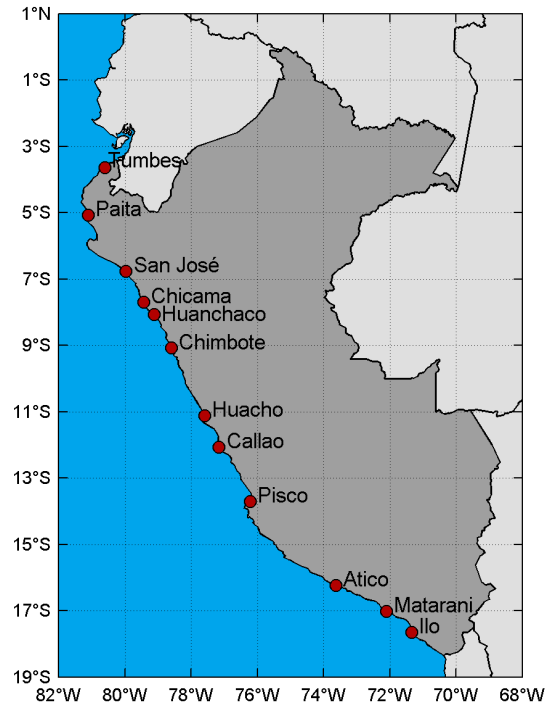 1°N
1°S
3°S
Tumbes
5°S
Paita
San José
7°S
Chicama
Huanchaco
9°S
Chimbote
11°S
Huacho
Callao
13°S
Pisco
15°S
Atico
17°S
Matarani
Ilo
19°S
82°W 80°W 78°W 76°W 74°W 72°W 70°W 68°W